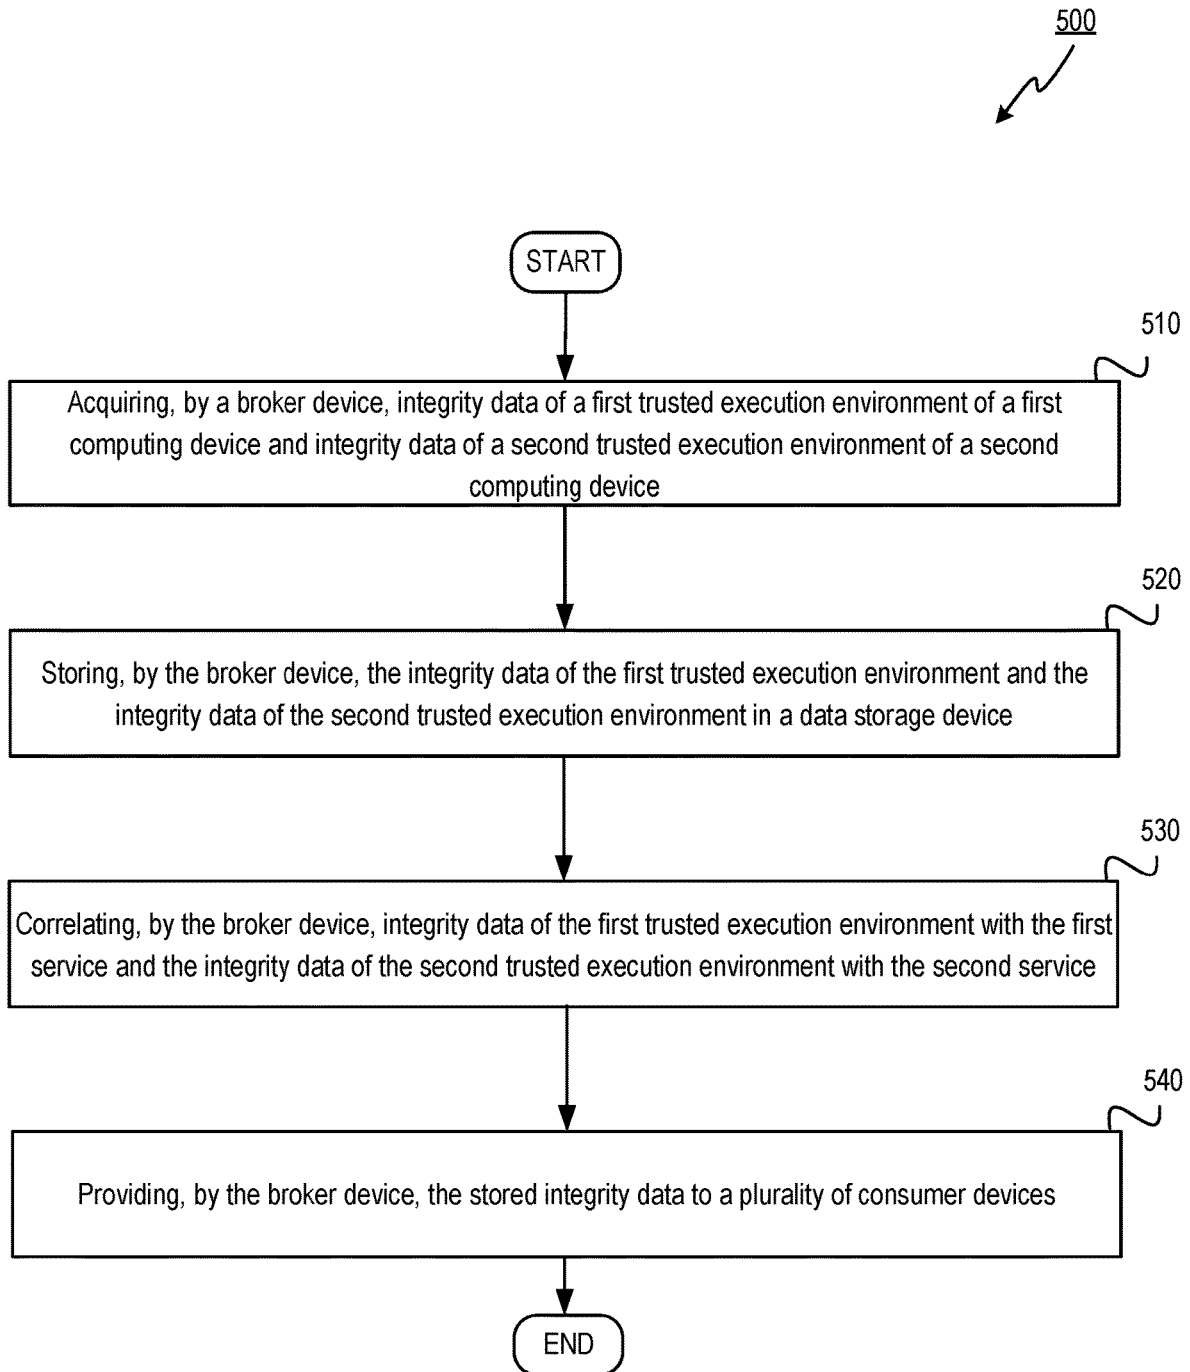 500
START
510
Acquiring, by a broker device, integrity data of a first trusted execution environment of a first
computing device and integrity data of a second trusted execution environment of a second
computing device
520
Storing, by the broker device, the integrity data of the first trusted execution environment and the
integrity data of the second trusted execution environment in a data storage device
530
Correlating, by the broker device, integrity data of the first trusted execution environment with the first
service and the integrity data of the second trusted execution environment with the second service
540
Providing, by the broker device, the stored integrity data to a plurality of consumer devices
END